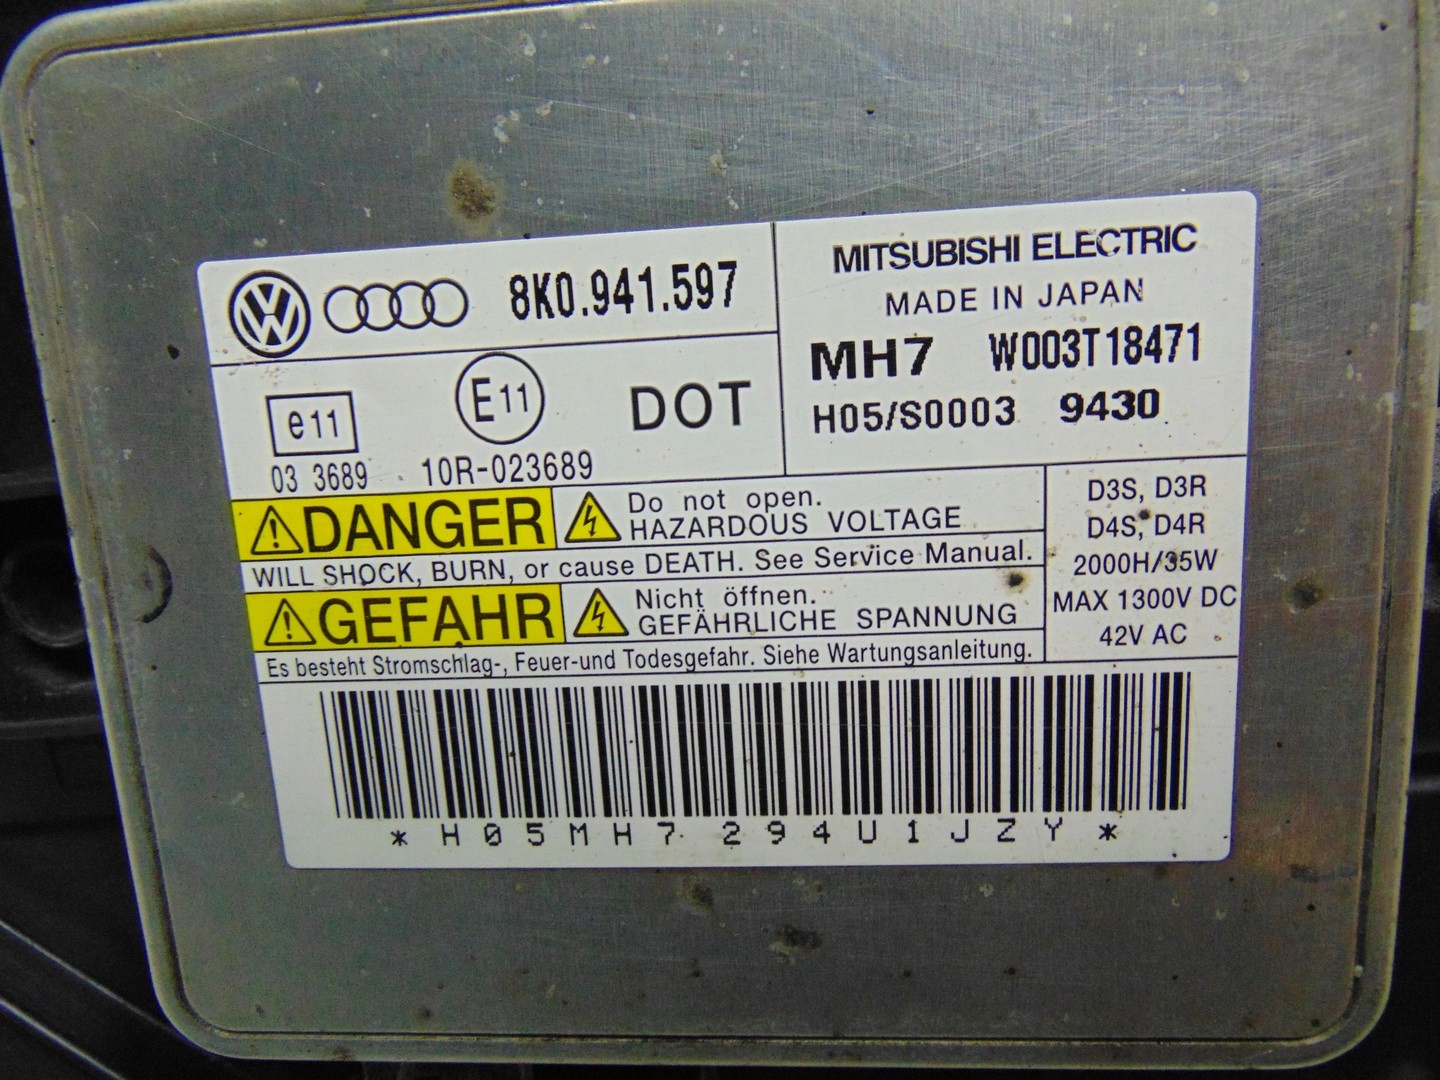 8K0.941.597
e11
03 3689
E11
10R-023689
DOT
MITSUBISHI ELECTRIC
MADE IN JAPAN
MH7 W003T18471
H05/S0003 9430
DANGER
Do not open.
HAZARDOUS VOLTAGE
WILL SHOCK, BURN, or cause DEATH. See Service Manual.
GEFAHR
Nicht öffnen.
GEFÄHRLICHE SPANNUNG
Es besteht Stromschlag-, Feuer-und Todesgefahr. Siehe Wartungsanleitung.
D3S, D3R
D4S, D4R
2000H/35W
MAX 1300V DC
42V AC
*H05MH7294U1JZY*